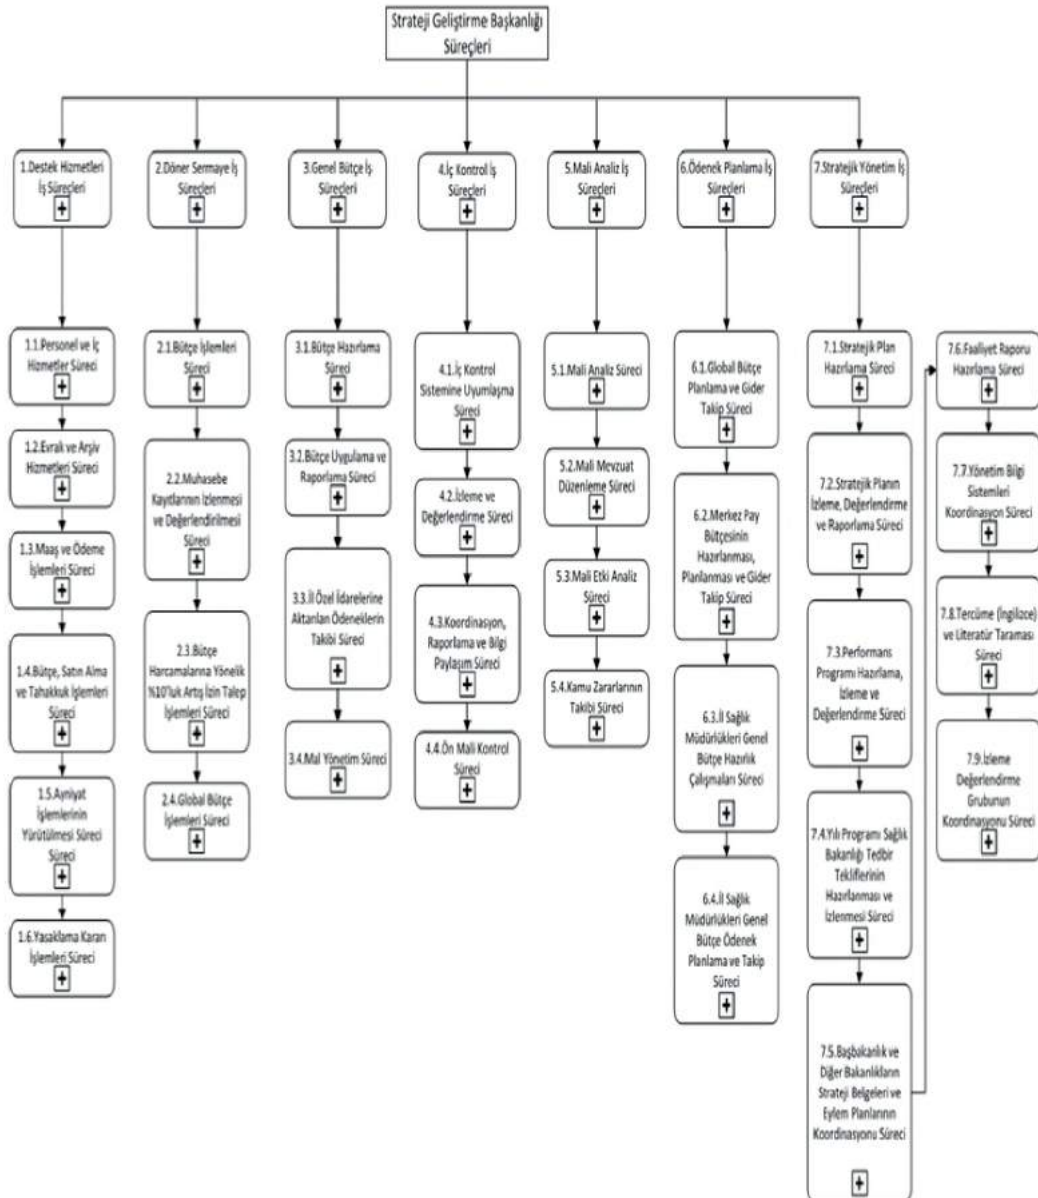 Strateji Geliştirme Başkanlığı
Süreçleri
1.Destek Hizmetleri
İş Süreçleri
2.Döner Sermaye İş
Süreçleri
3.Genel Bütçe İş
Süreçleri
4.İç Kontrol İş
Süreçleri
5.Mali Analiz İş
Süreçleri
6.Ödenek Planlama İş
Süreçleri
7.Stratejik Yönetim İş
Süreçleri
1.1.Personel ve İç
Hizmetler Süreci
1.2.Evrak ve Arşiv
Hizmetleri Süreci
1.3.Maaş ve Ödeme
İşlemleri Süreci
1.4.Bütçe, Satın Alma
ve Tahakkuk İşlemleri
Süreci
1.5.Ayniyat
İşlemlerinin
Yürütülmesi Süreci
Süreci
1.6.Yasaklama Kararı
İşlemleri Süreci
2.1.Bütçe İşlemleri
Süreci
2.2.Muhasebe
Kayıtlarının İzlenmesi
ve Değerlendirilmesi
Süreci
2.3.Bütçe
Harcamalarına Yönelik
%10'luk Artış İzin Talep
İşlemleri Süreci
2.4.Global Bütçe
İşlemleri Süreci
3.1.Bütçe Hazırlama
Süreci
3.2.Bütçe Uygulama ve
Raporlama Süreci
3.3.İl Özel İdarelerine
Aktarılan Ödeneklerin
Takibi Süreci
3.4.Mal Yönetim Süreci
4.1.İç Kontrol
Sistemine Uyumlaşma
Süreci
4.2.İzleme ve
Değerlendirme Süreci
4.3.Koordinasyon,
Raporlama ve Bilgi
Paylaşım Süreci
4.4.Ön Mali Kontrol
Süreci
5.1.Mali Analiz Süreci
5.2.Mali Mevzuat
Düzenleme Süreci
5.3.Mali Etki Analiz
Süreci
5.4.Kamu Zararlarının
Takibi Süreci
6.1.Global Bütçe
Planlama ve Gider
Takip Süreci
6.2.Merkez Pay
Bütçesinin
Hazırlanması,
Planlanması ve Gider
Takip Süreci
6.3.İl Sağlık
Müdürlükleri Genel
Bütçe Hazırlık
Çalışmaları Süreci
6.4.İl Sağlık
Müdürlükleri Genel
Bütçe Ödenek
Planlama ve Takip
Süreci
7.1.Stratejik Plan
Hazırlama Süreci
7.2.Stratejik Planın
İzleme, Değerlendirme
ve Raporlama Süreci
7.3.Performans
Programı Hazırlama,
İzleme ve
Değerlendirme Süreci
7.4.Yılı Programı Sağlık
Bakanlığı Tedbir
Tekliflerinin
Hazırlanması ve
İzlenmesi Süreci
7.5.Başbakanlık ve
Diğer Bakanlıkların
Strateji Belgeleri ve
Eylem Planlarının
Koordinasyonu Süreci
7.6.Faaliyet Raporu
Hazırlama Süreci
7.7.Yönetim Bilgi
Sistemleri
Koordinasyon Süreci
7.8.Tercüme (İngilizce)
ve Literatür Taraması
Süreci
7.9.İzleme
Değerlendirme
Grubunun
Koordinasyonu Süreci